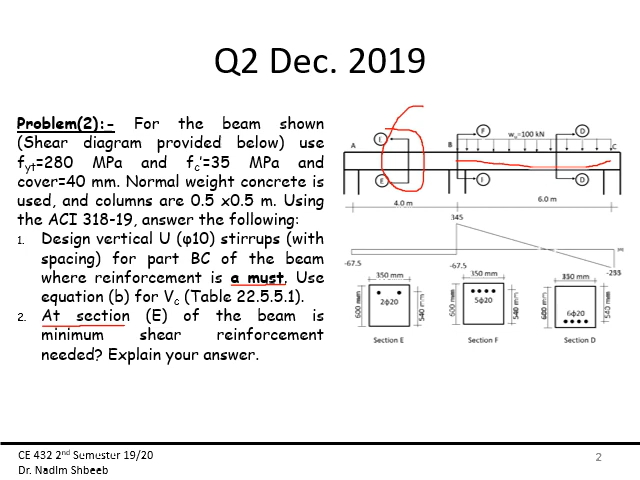 Q2 Dec. 2019
Problem(2):- For the beam shown
(Shear diagram provided below) use
fyt=280 MPa and fc'=35 MPa and
cover=40 mm. Normal weight concrete is
used, and columns are 0.5 x0.5 m. Using
the ACI 318-19, answer the following:
1. Design vertical U (φ10) stirrups (with
spacing) for part BC of the beam
where reinforcement is a must. Use
equation (b) for Vc (Table 22.5.5.1).
2. At section (E) of the beam is
minimum shear reinforcement
needed? Explain your answer.
F
D
A
E
B
wu=100 kN
C
E
D
4.0 m
6.0 m
345
-67.5
-67.5
-233
350 mm
350 mm
350 mm
600 mm
2ϕ20
540 mm
600 mm
5ϕ20
540 mm
600 mm
6ϕ20
540 mm
Section E
Section F
Section D
CE 432 2nd Semester 19/20
Dr. Nadim Shbeeb
2